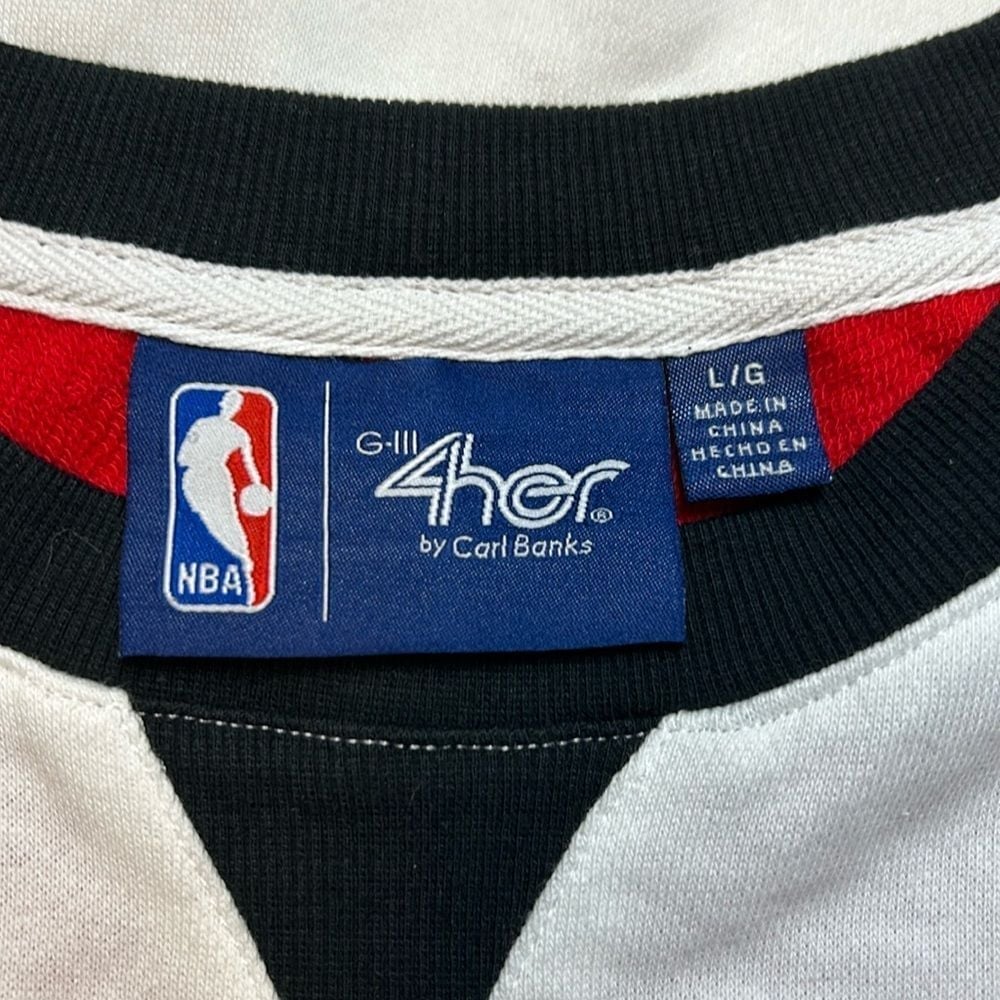 NBA
G-III
4her®
by Carl Banks
L/G
MADE IN
CHINA
HECHO EN
CHINA